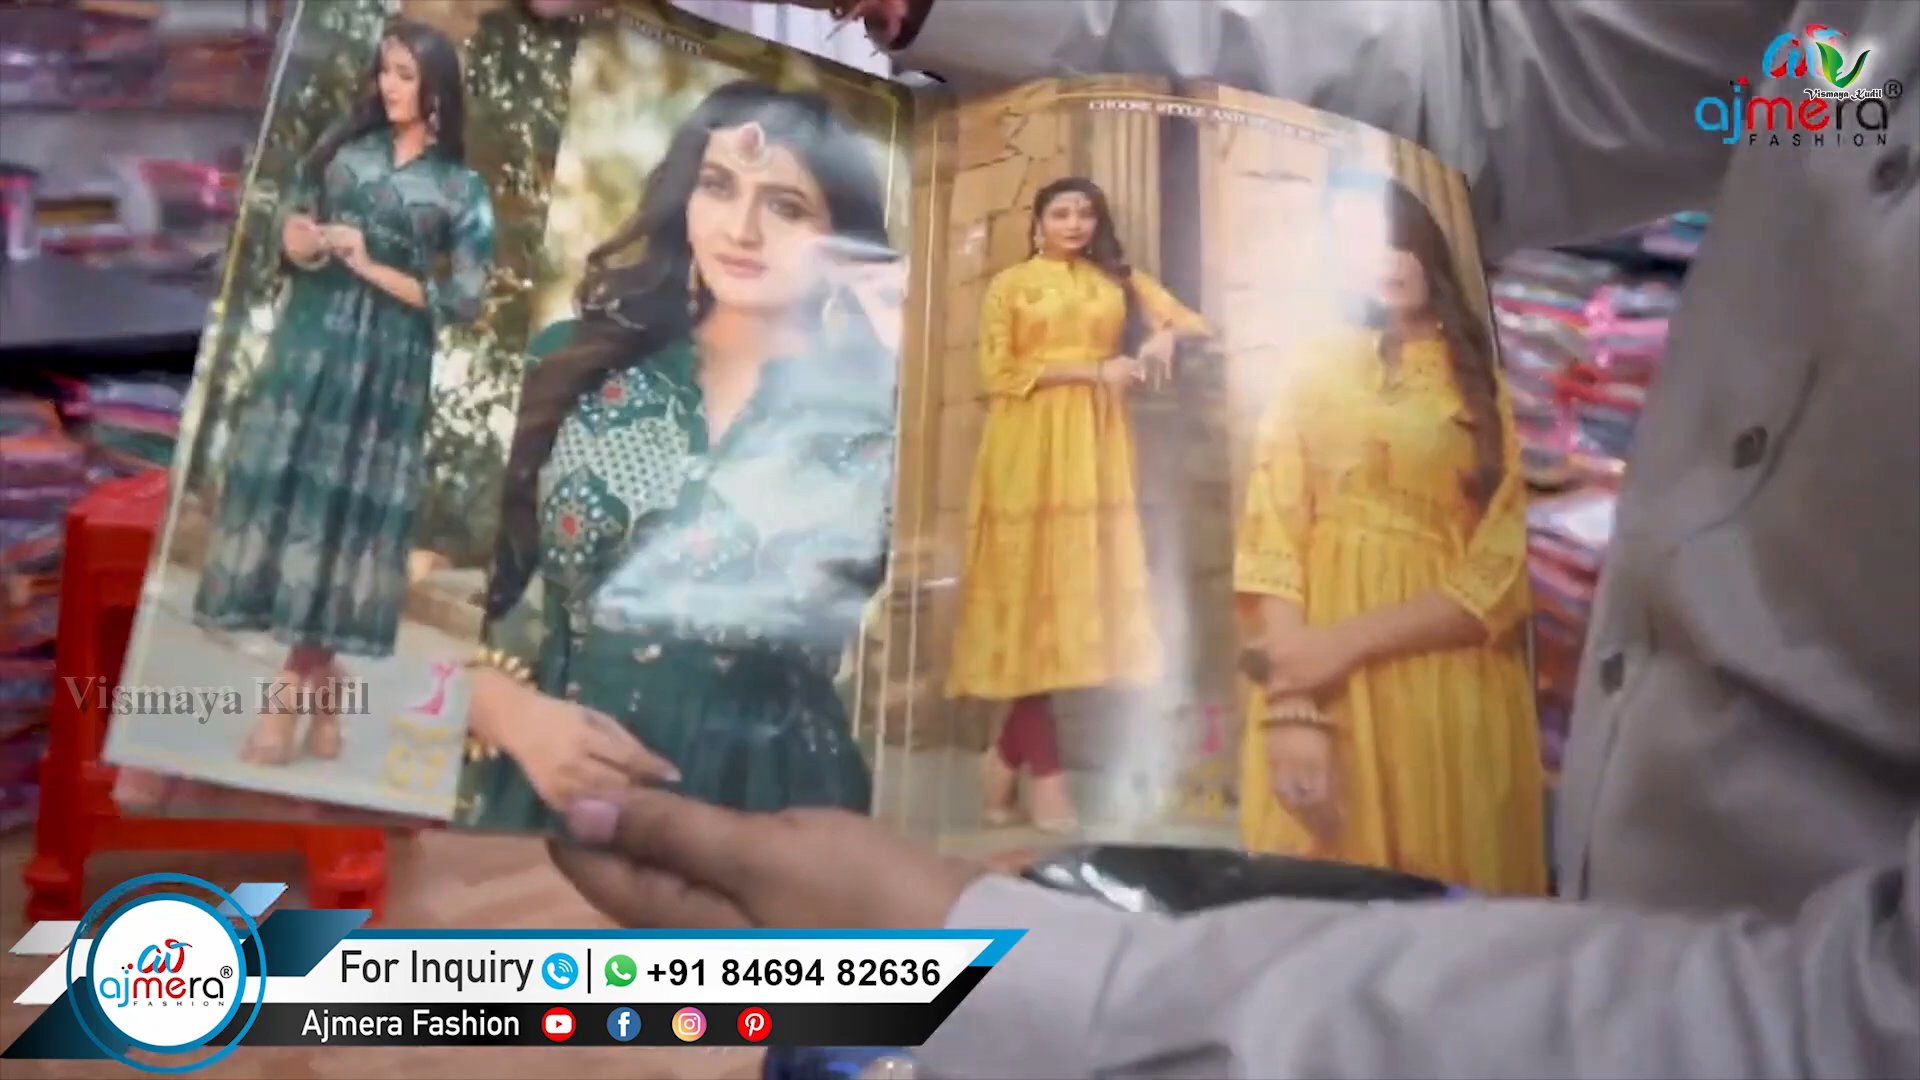 Vismaya Kudil
ajmera®
FASHION
CHOOSE STYLE AND
Vismaya Kudil
ajmera®
FASHION
For Inquiry | +91 84694 82636
Ajmera Fashion